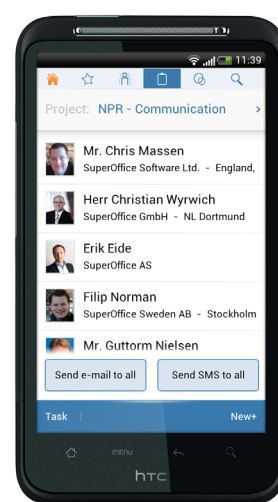 11:39
Project: NPR - Communication >
Mr. Chris Massen
SuperOffice Software Ltd. - England,
Herr Christian Wyrwich
SuperOffice GmbH - NL Dortmund
Erik Eide
SuperOffice AS
Filip Norman
SuperOffice Sweden AB - Stockholm
Mr. Guttorm Nielsen
Send e-mail to all
Send SMS to all
Task
New+
MENU
hTC